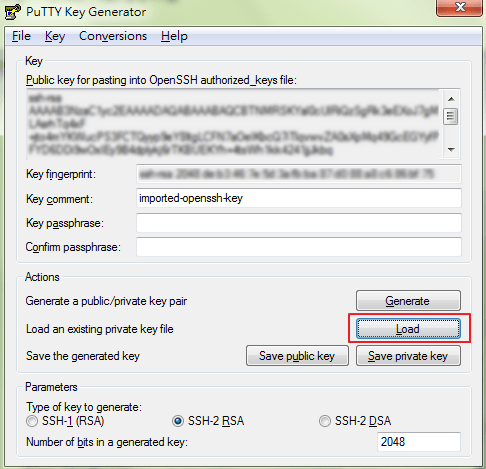 PuTTY Key Generator
File Key Conversions Help
Key
Public key for pasting into OpenSSH authorized_keys file:
ssh-rsa
Key fingerprint:
Key comment: imported-openssh-key
Key passphrase:
Confirm passphrase:
Actions
Generate a public/private key pair Generate
Load an existing private key file Load
Save the generated key Save public key Save private key
Parameters
Type of key to generate:
SSH-1 (RSA) SSH-2 RSA SSH-2 DSA
Number of bits in a generated key: 2048